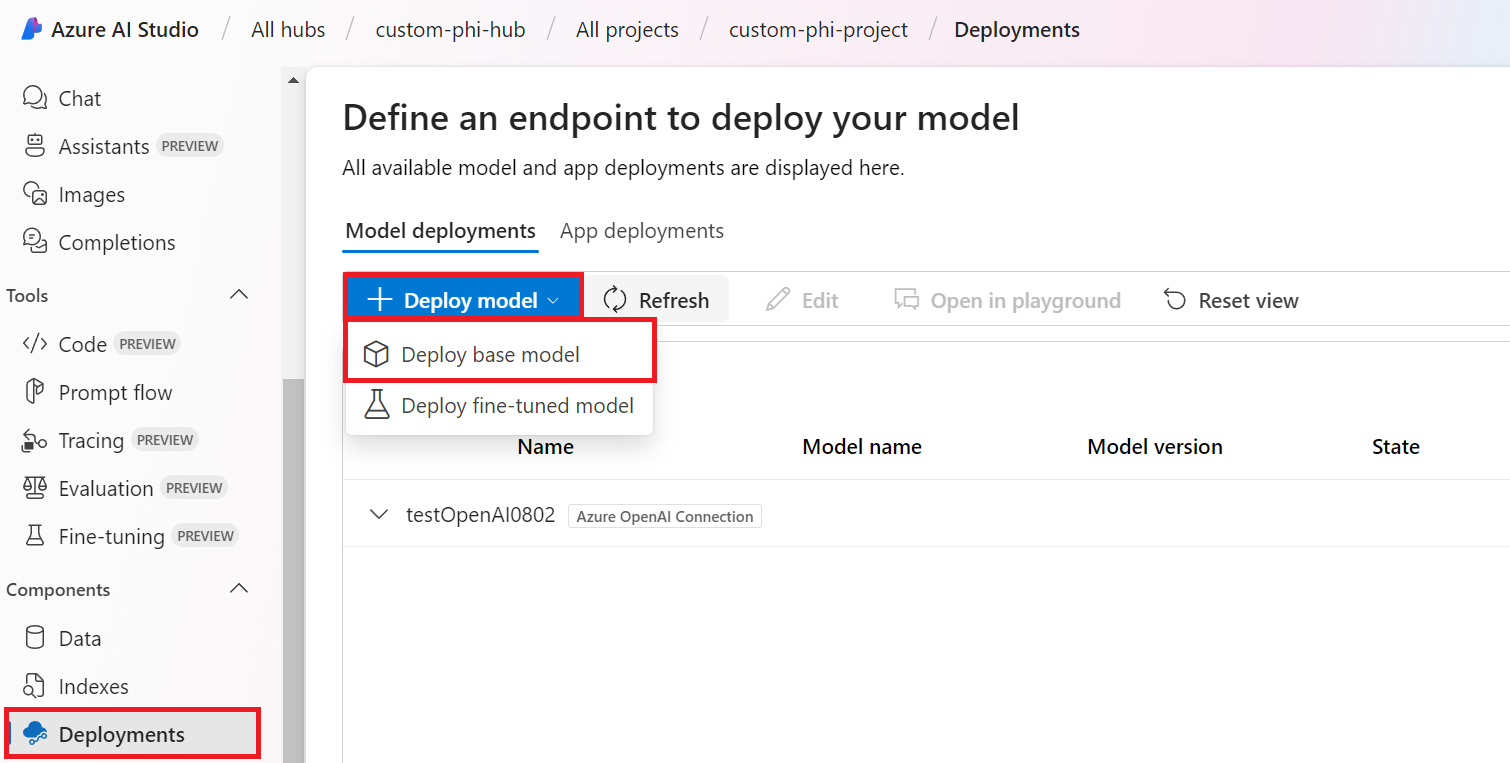 Azure AI Studio / All hubs / custom-phi-hub / All projects / custom-phi-project / Deployments
Chat
Assistants PREVIEW
Images
Completions
Tools
Code PREVIEW
Prompt flow
Tracing PREVIEW
Evaluation PREVIEW
Fine-tuning PREVIEW
Components
Data
Indexes
Deployments
Define an endpoint to deploy your model
All available model and app deployments are displayed here.
Model deployments App deployments
Deploy model Refresh Edit Open in playground Reset view
Deploy base model
Deploy fine-tuned model
Name Model name Model version State
testOpenAI0802 Azure OpenAI Connection